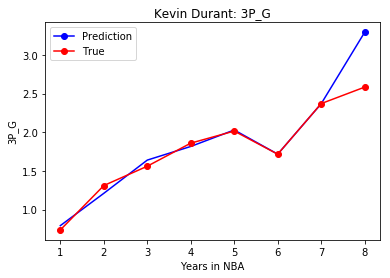 Kevin Durant: 3P_G
Prediction
True
3P_G
3.0
2.5
2.0
1.5
1.0
1 2 3 4 5 6 7 8
Years in NBA